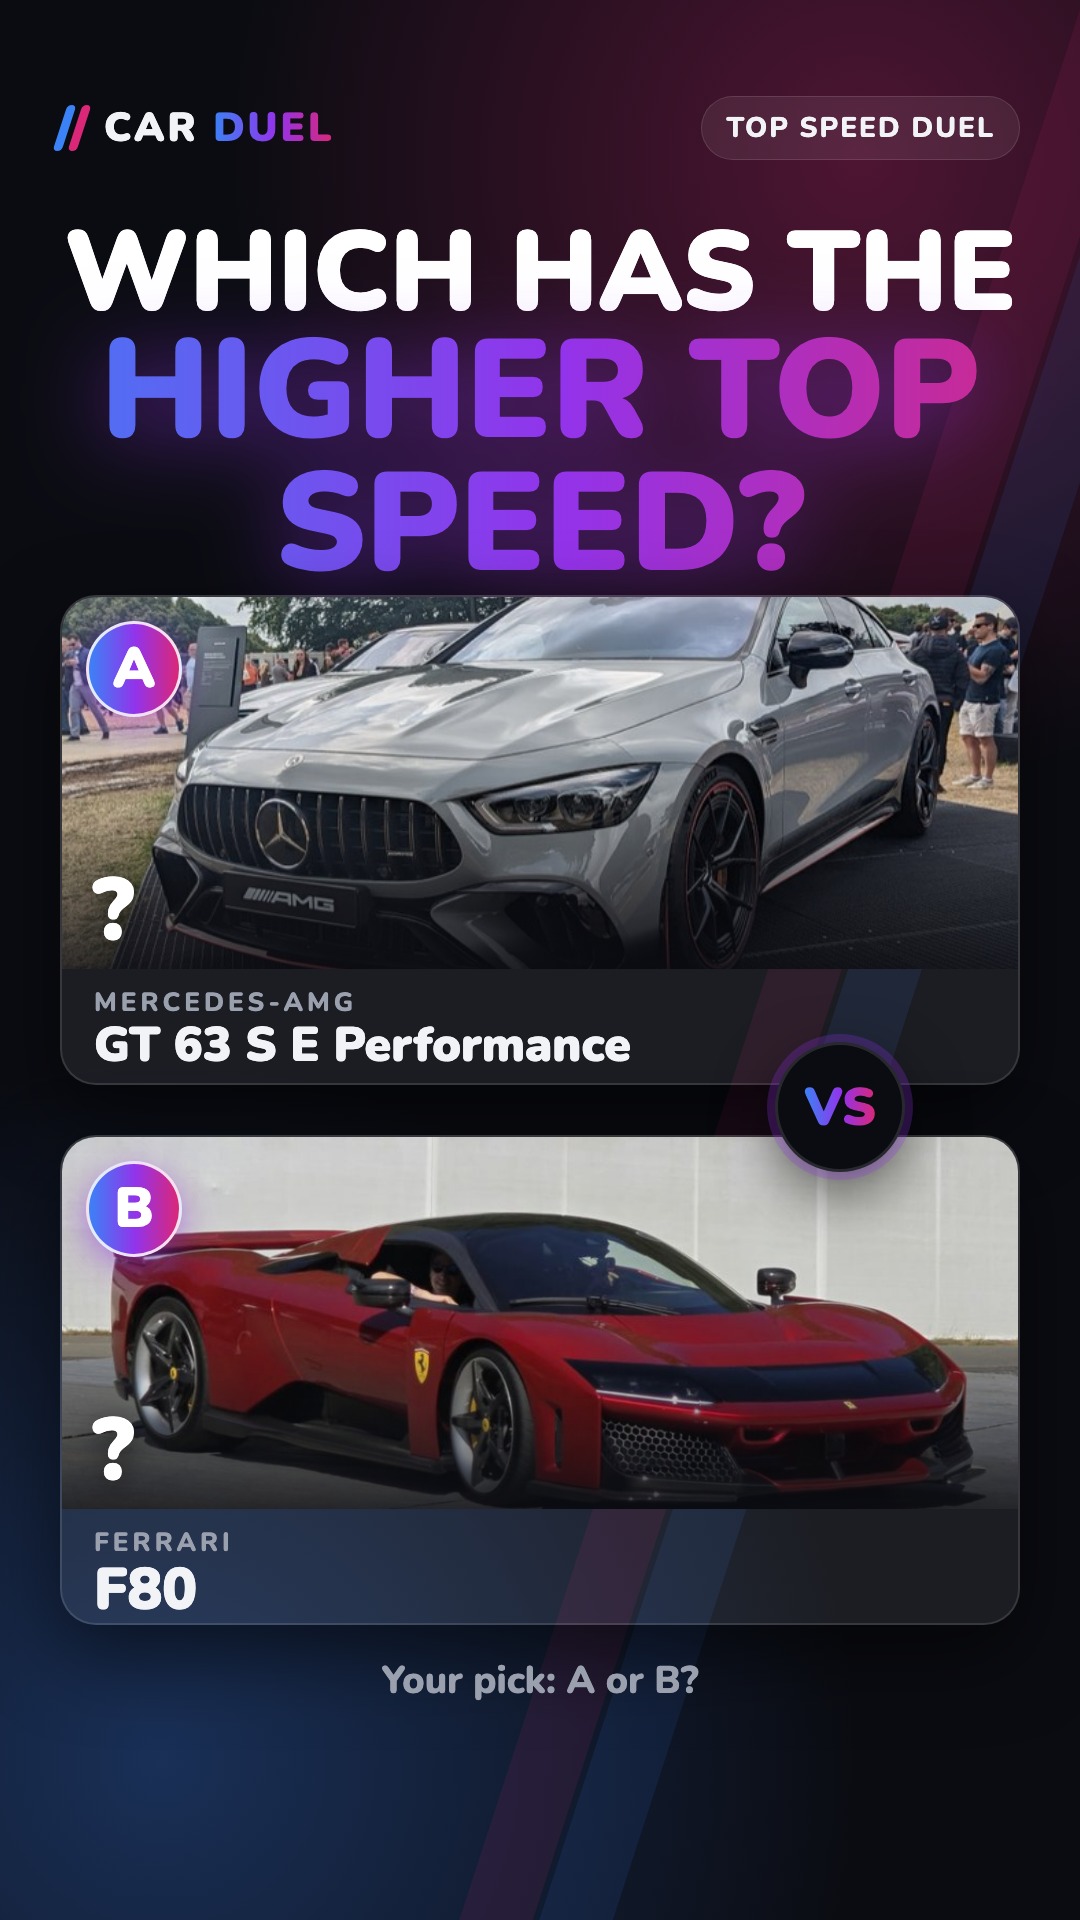 // CAR DUEL
TOP SPEED DUEL
WHICH HAS THE
HIGHER TOP
SPEED?
A
AMG
?
MERCEDES-AMG
GT 63 S E Performance
VS
B
?
FERRARI
F80
Your pick: A or B?